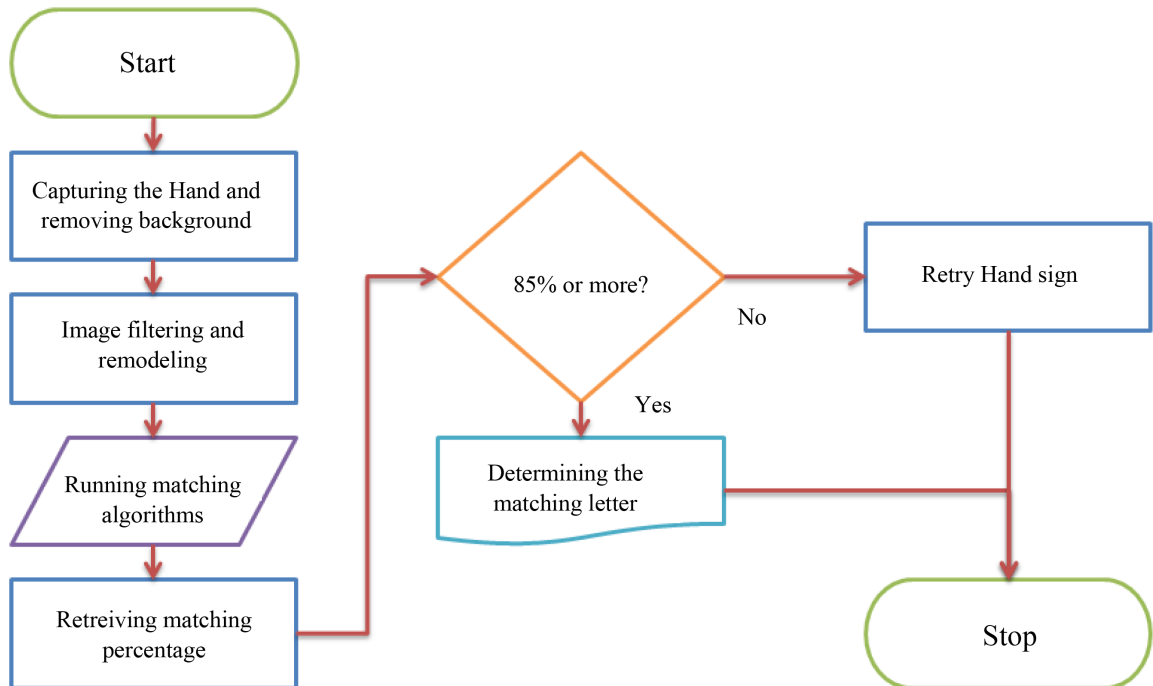 Start
Capturing the Hand and
removing background
Image filtering and
remodeling
Running matching
algorithms
Retreiving matching
percentage
85% or more?
No
Yes
Determining the
matching letter
Retry Hand sign
Stop